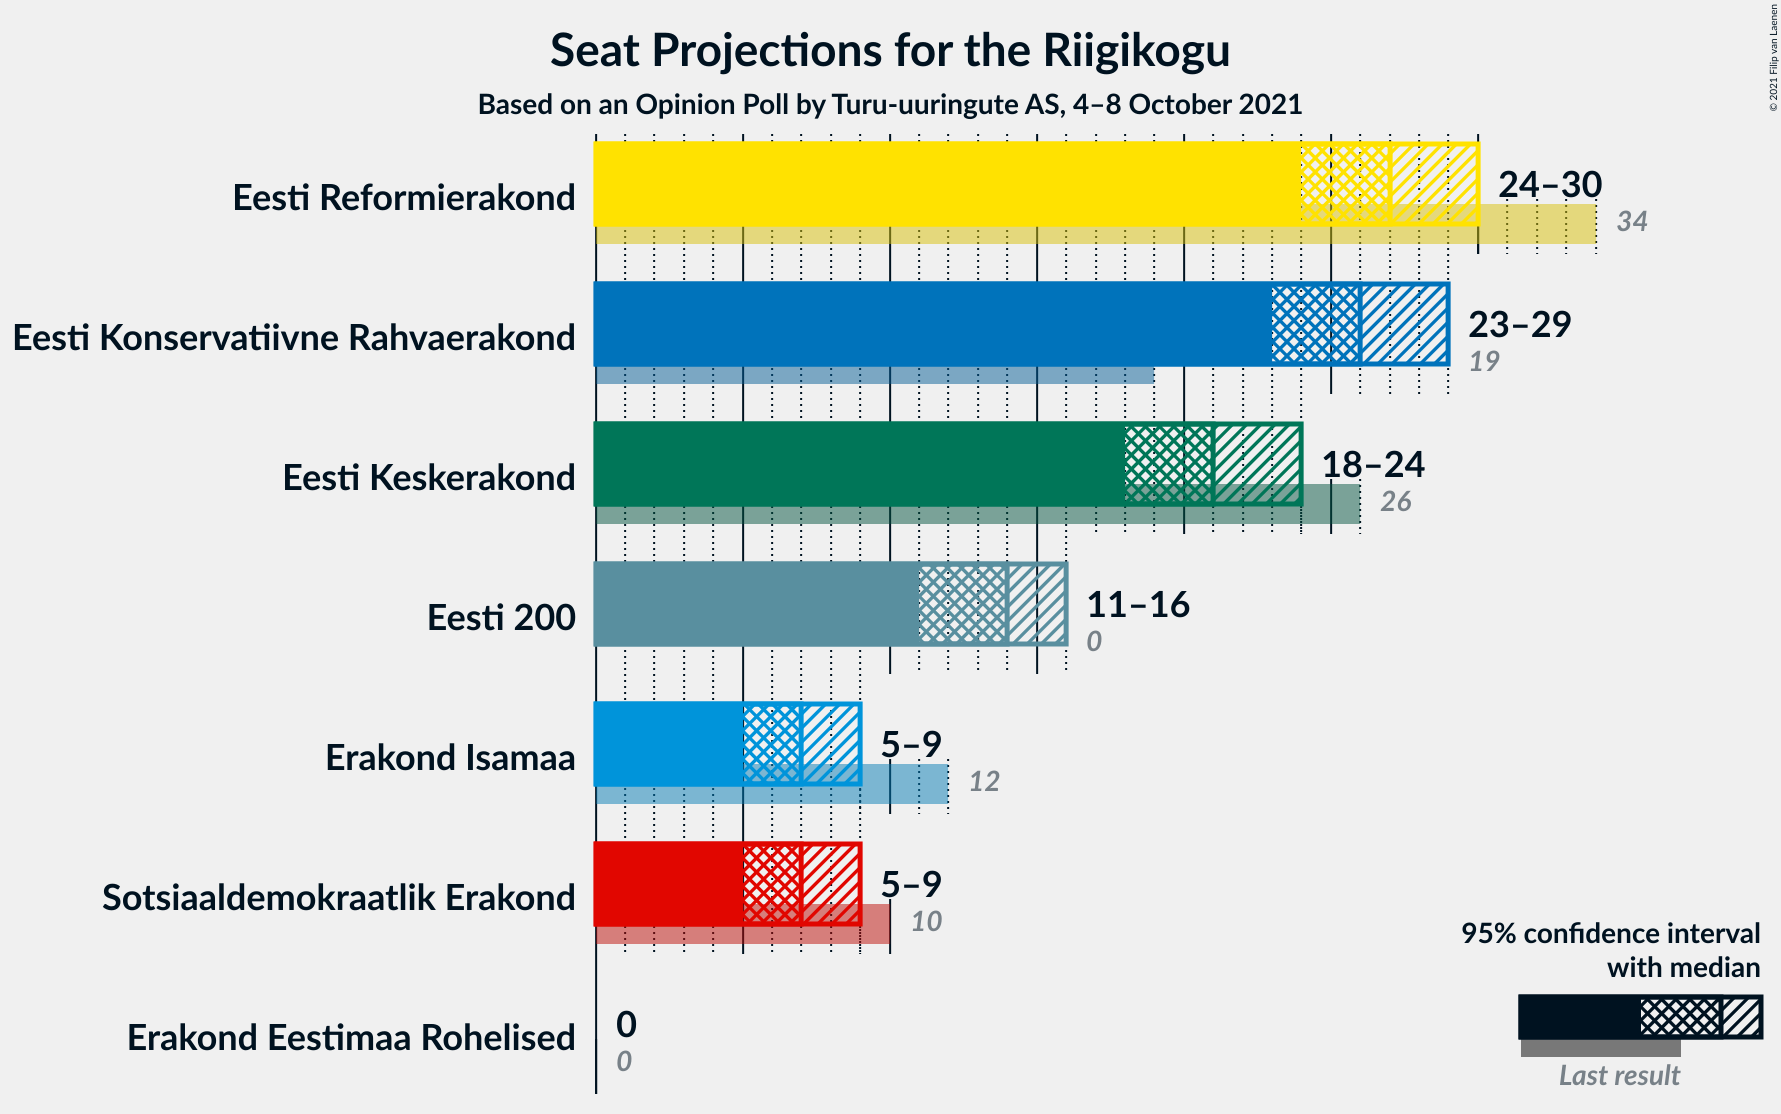 Seat Projections for the Riigikogu
Based on an Opinion Poll by Turu-uuringute AS, 4–8 October 2021
© 2021 Filip van Laenen
Eesti Reformierakond
24–30
34
Eesti Konservatiivne Rahvaerakond
23–29
19
Eesti Keskerakond
18–24
26
Eesti 200
11–16
0
Erakond Isamaa
5–9
12
Sotsiaaldemokraatlik Erakond
5–9
10
Erakond Eestimaa Rohelised
0
0
95% confidence interval
with median
Last result